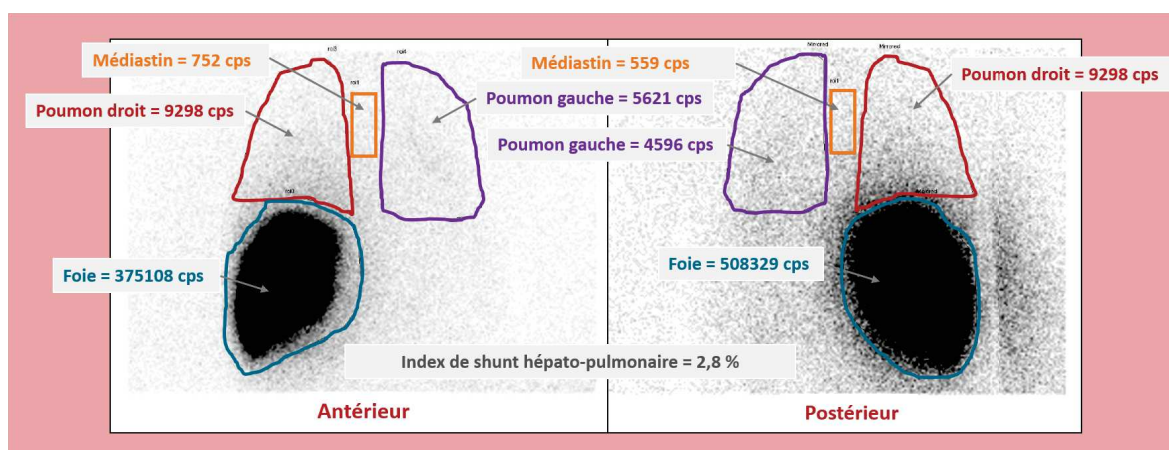 Médiastin = 752 cps
Poumon droit = 9298 cps
Poumon gauche = 5621 cps
Foie = 375108 cps
Antérieur
Médiastin = 559 cps
Poumon droit = 9298 cps
Poumon gauche = 4596 cps
Foie = 508329 cps
Index de shunt hépato-pulmonaire = 2,8 %
Postérieur